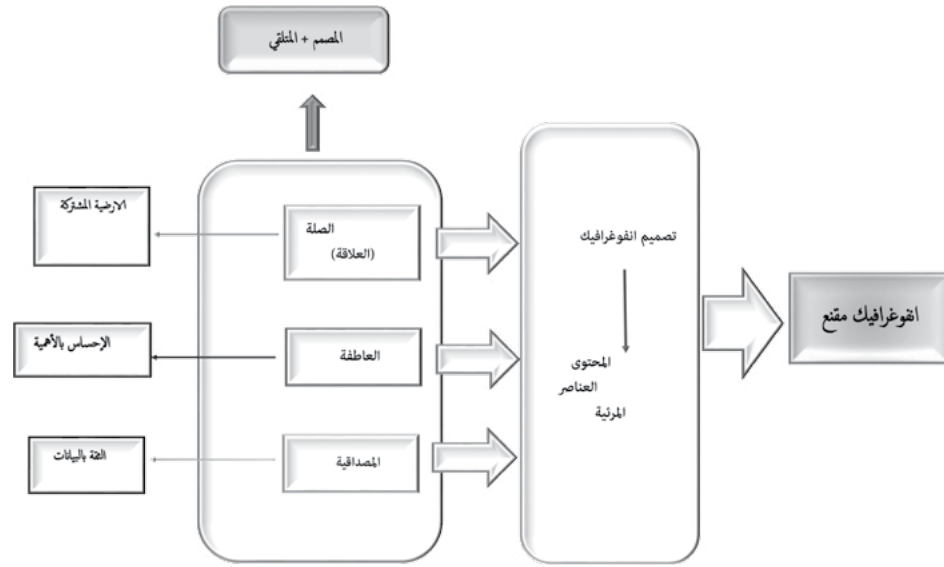 المصمم + المتلقي
الارضية المشتركة
الصلة
(العلاقة)
تصميم انفوغرافيك
انفوغرافيك مقنع
الإحساس بالأهمية
العاطفة
المحتوى
العناصر
المرئية
الثقة بالبيانات
المصداقية